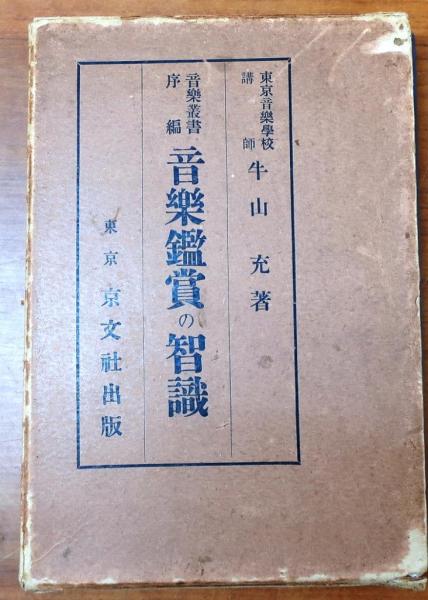 東京音樂學校
講師
牛山充著
音樂叢書
序編
音樂鑑賞の智識
東京
京文社出版